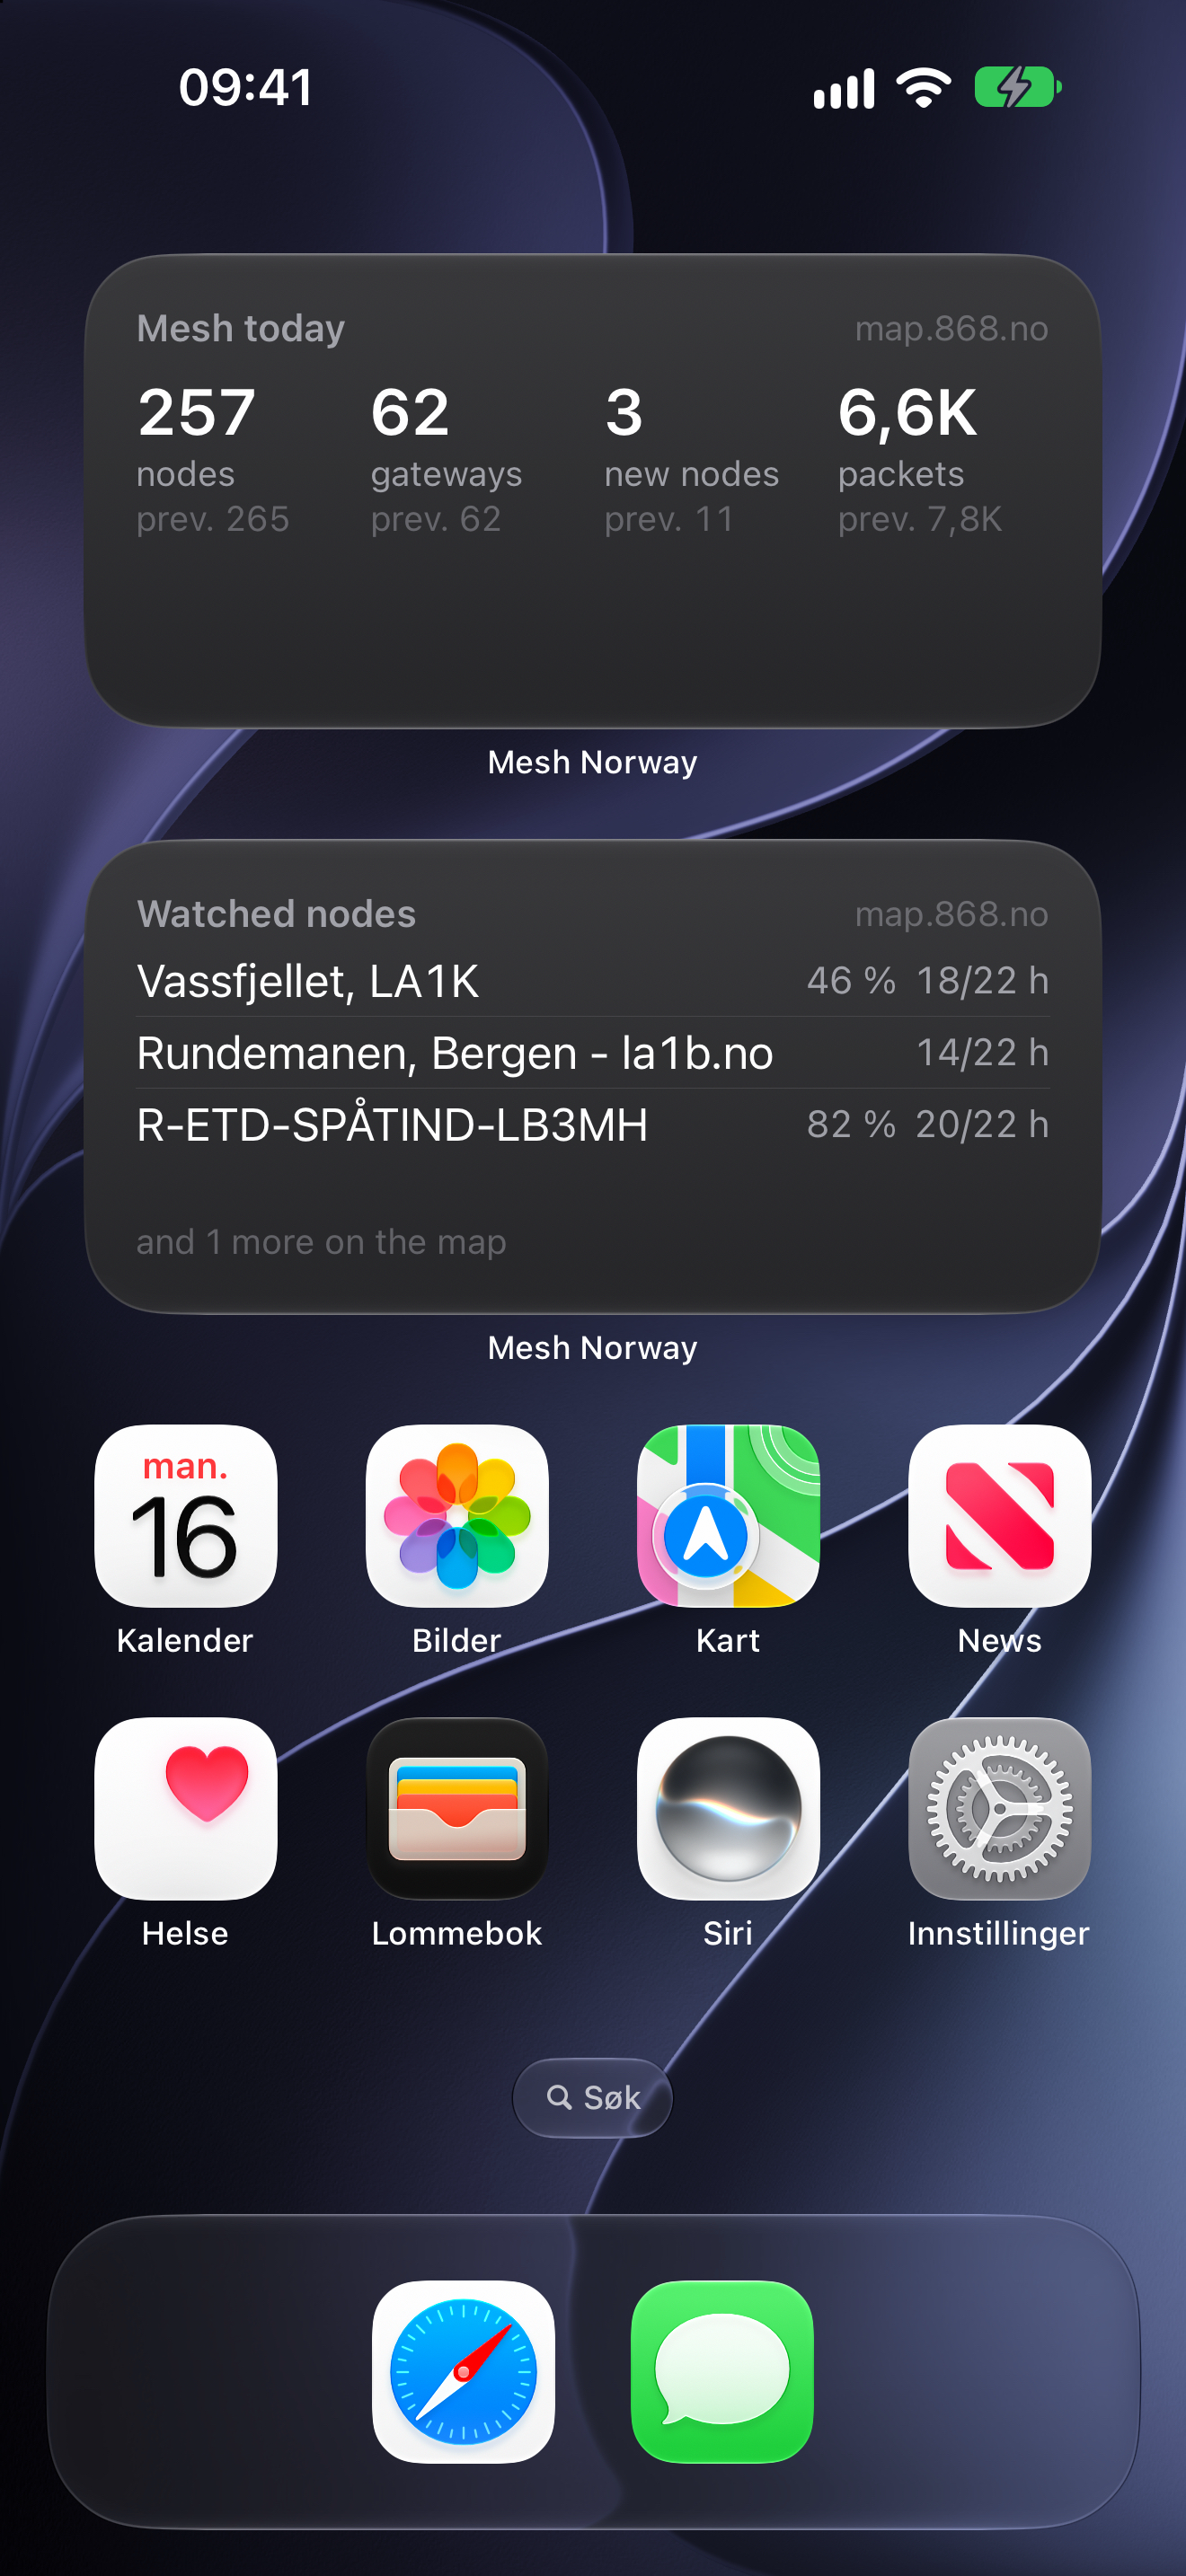 09:41
Mesh today map.868.no
257 62 3 6,6K
nodes gateways new nodes packets
prev. 265 prev. 62 prev. 11 prev. 7,8K
Mesh Norway
Watched nodes map.868.no
Vassfjellet, LA1K 46 % 18/22 h
Rundemanen, Bergen - la1b.no 14/22 h
R-ETD-SPÅTIND-LB3MH 82 % 20/22 h
and 1 more on the map
Mesh Norway
man.
16
Kalender Bilder Kart News
Helse Lommebok Siri Innstillinger
Søk